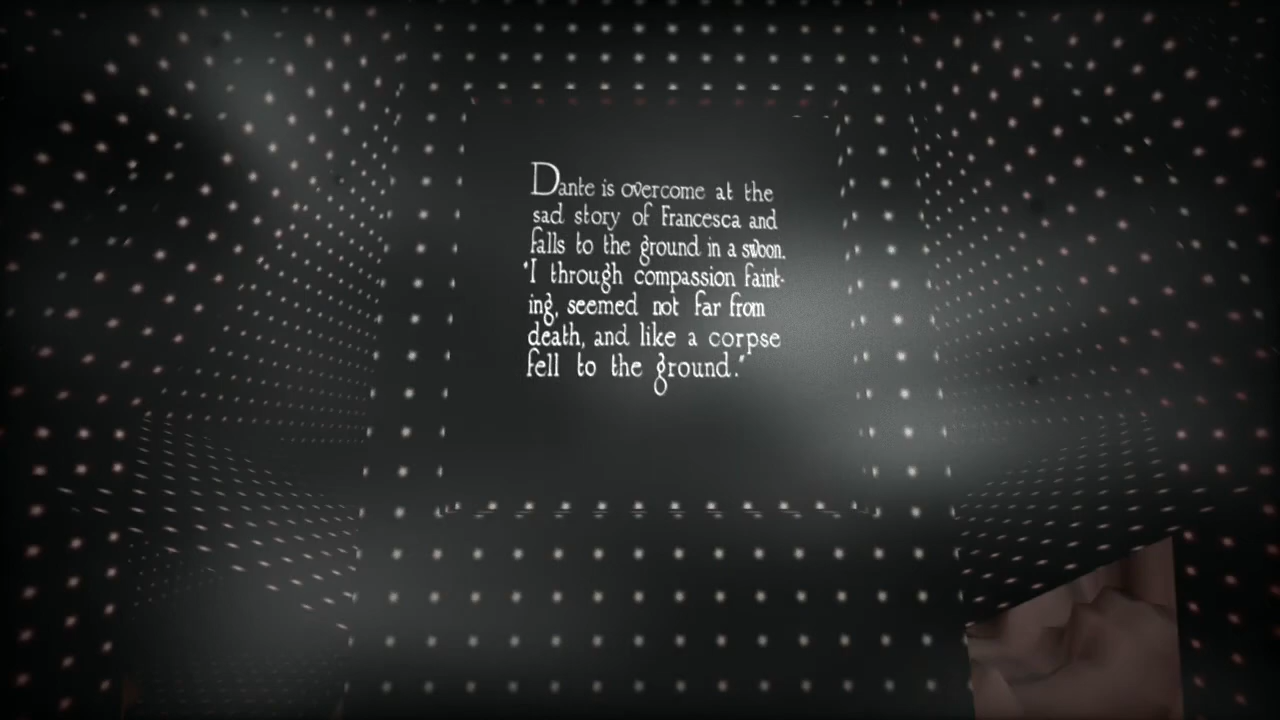 Dante is overcome at the
sad story of Francesca and
falls to the ground in a swoon.
"I through compassion faint-
ing, seemed not far from
death, and like a corpse
fell to the ground."